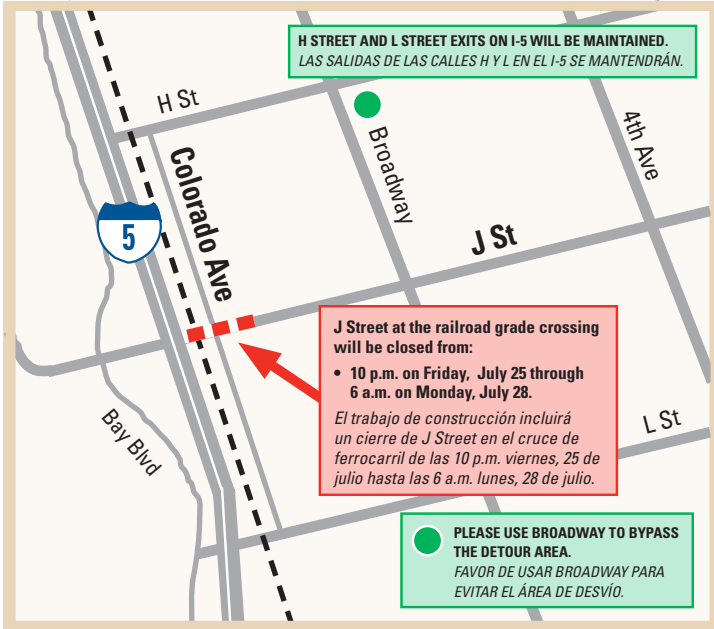 H STREET AND L STREET EXITS ON I-5 WILL BE MAINTAINED.
LAS SALIDAS DE LAS CALLES H Y L EN EL I-5 SE MANTENDRÁN.
H St
Broadway
4th Ave
Colorado Ave
5
J St
J Street at the railroad grade crossing
will be closed from:
• 10 p.m. on Friday, July 25 through
6 a.m. on Monday, July 28.
El trabajo de construcción incluirá
un cierre de J Street en el cruce de
ferrocarril de las 10 p.m. viernes, 25 de
julio hasta las 6 a.m. lunes, 28 de julio.
Bay Blvd
L St
PLEASE USE BROADWAY TO BYPASS
THE DETOUR AREA.
FAVOR DE USAR BROADWAY PARA
EVITAR EL ÁREA DE DESVÍO.